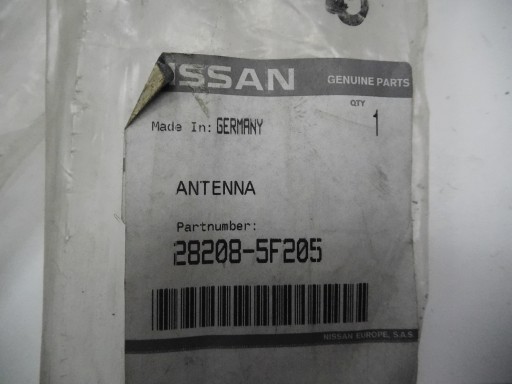 NISSAN GENUINE PARTS
QTY
Made In: GERMANY 1
ANTENNA
Partnumber:
28208-5F205
NISSAN EUROPE, S.A.S.